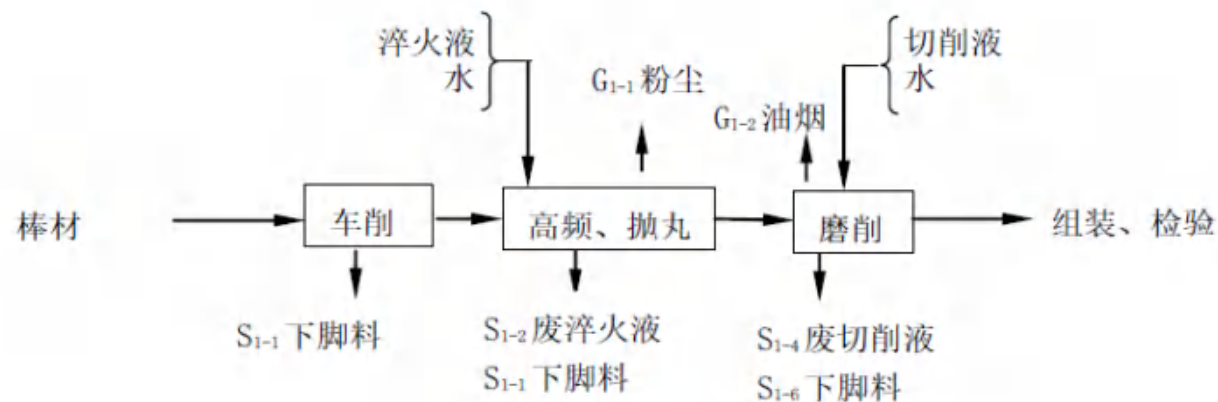 淬火液
水
G1-1 粉尘
切削液
水
G1-2 油烟
棒材
车削
高频、抛丸
磨削
组装、检验
S1-1 下脚料
S1-2 废淬火液
S1-1 下脚料
S1-4 废切削液
S1-6 下脚料